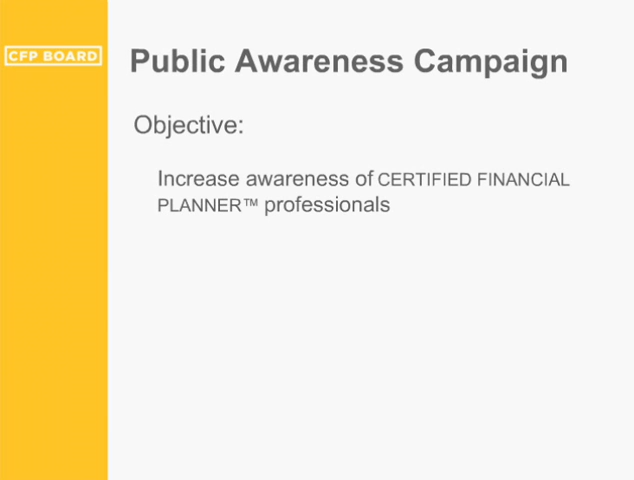 CFP BOARD
Public Awareness Campaign
Objective:
Increase awareness of CERTIFIED FINANCIAL
PLANNER™ professionals